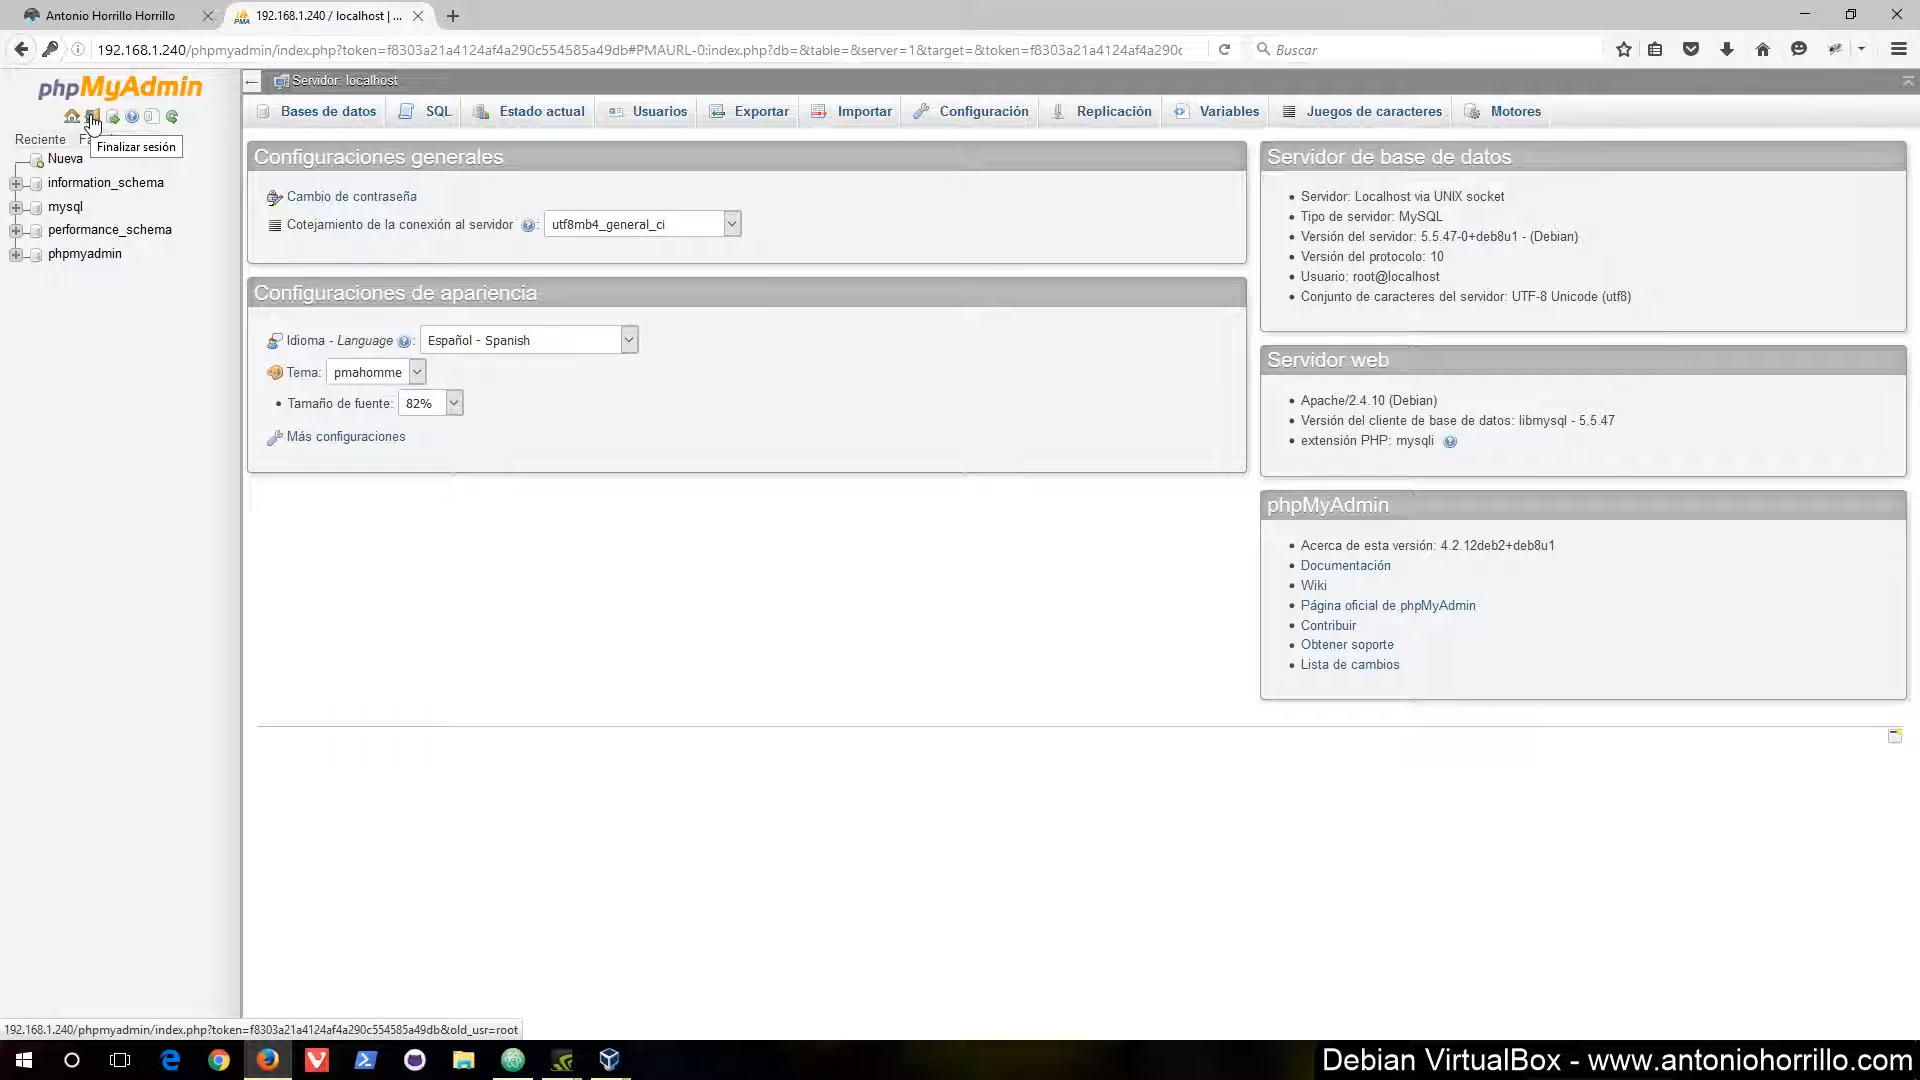 Antonio Horrillo Horrillo
192.168.1.240 / localhost | ...
192.168.1.240/phpmyadmin/index.php?token=f8303a21a4124af4a290c554585a49db#PMAURL-0:index.php?db=&table=&server=1&target=&token=f8303a21a4124af4a290c
Buscar
phpMyAdmin
Servidor: localhost
Bases de datos
SQL
Estado actual
Usuarios
Exportar
Importar
Configuración
Replicación
Variables
Juegos de caracteres
Motores
Reciente
Finalizar sesión
Nueva
information_schema
mysql
performance_schema
phpmyadmin
Configuraciones generales
Cambio de contraseña
Cotejamiento de la conexión al servidor : utf8mb4_general_ci
Configuraciones de apariencia
Idioma - Language : Español - Spanish
Tema: pmahomme
• Tamaño de fuente: 82%
Más configuraciones
Servidor de base de datos
• Servidor: Localhost via UNIX socket
• Tipo de servidor: MySQL
• Versión del servidor: 5.5.47-0+deb8u1 - (Debian)
• Versión del protocolo: 10
• Usuario: root@localhost
• Conjunto de caracteres del servidor: UTF-8 Unicode (utf8)
Servidor web
• Apache/2.4.10 (Debian)
• Versión del cliente de base de datos: libmysql - 5.5.47
• extensión PHP: mysqli
phpMyAdmin
• Acerca de esta versión: 4.2.12deb2+deb8u1
• Documentación
• Wiki
• Página oficial de phpMyAdmin
• Contribuir
• Obtener soporte
• Lista de cambios
192.168.1.240/phpmyadmin/index.php?token=f8303a21a4124af4a290c554585a49db&old_usr=root
Debian VirtualBox - www.antoniohorrillo.com